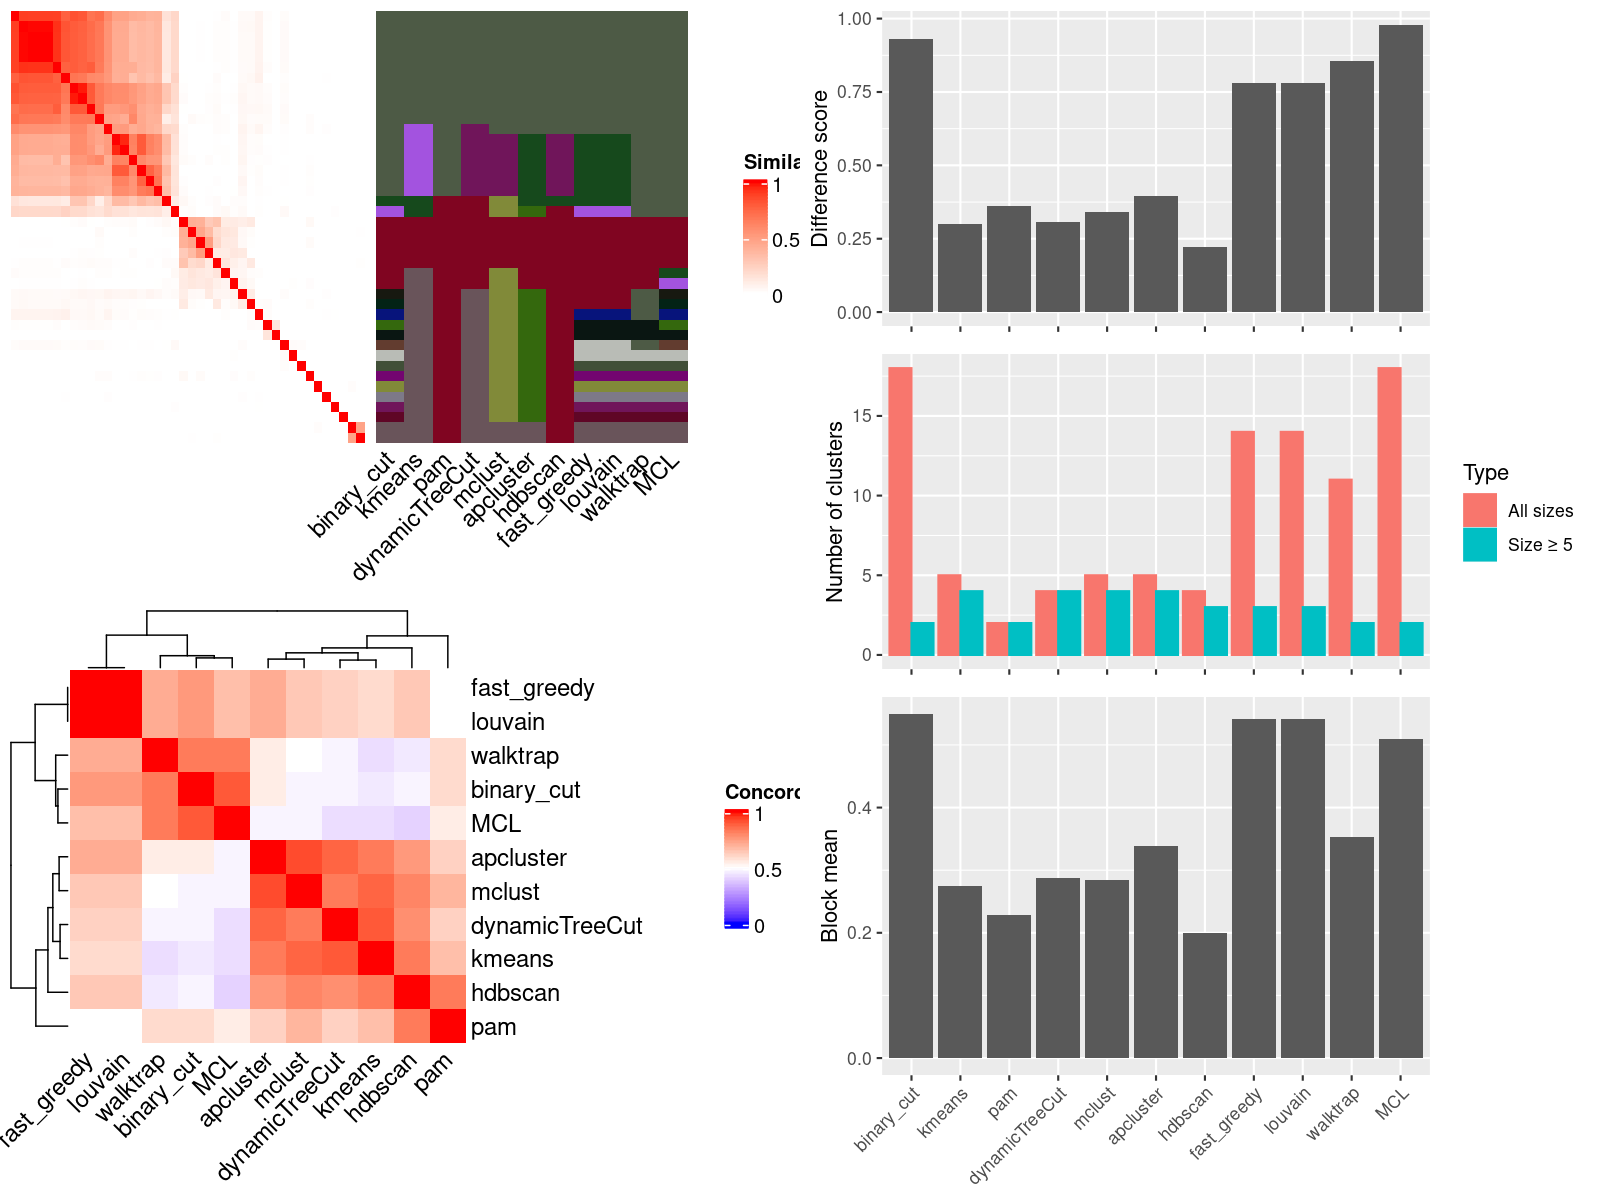 Simila
1
0.5
0
binary_cut
kmeans
pam
dynamicTreeCut
mclust
apcluster
hdbscan
fast_greedy
louvain
walktrap
MCL
fast_greedy
louvain
walktrap
binary_cut
MCL
apcluster
mclust
dynamicTreeCut
kmeans
hdbscan
pam
fast_greedy
louvain
walktrap
binary_cut
MCL
apcluster
mclust
dynamicTreeCut
kmeans
hdbscan
pam
Concord
1
0.5
0
Difference score
1.00
0.75
0.50
0.25
0.00
Number of clusters
15
10
5
0
Type
All sizes
Size ≥ 5
Block mean
0.4
0.2
0.0
binary_cut
kmeans
pam
dynamicTreeCut
mclust
apcluster
hdbscan
fast_greedy
louvain
walktrap
MCL